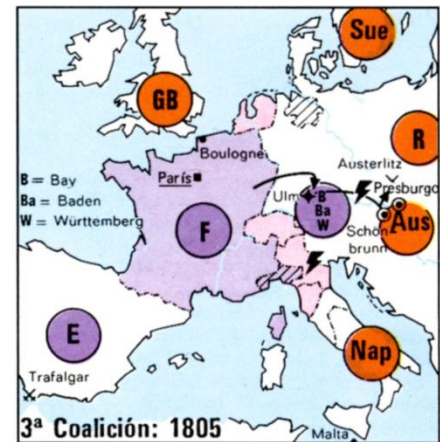 Sue
GB
R
Boulogne
Austerlitz
París
Presburgo
B = Bay
Ba = Baden
W = Württemberg
Ulm
B
Ba
W
Aus
Schön
brunn
F
E
Nap
Trafalgar
Malta
3ª Coalición: 1805